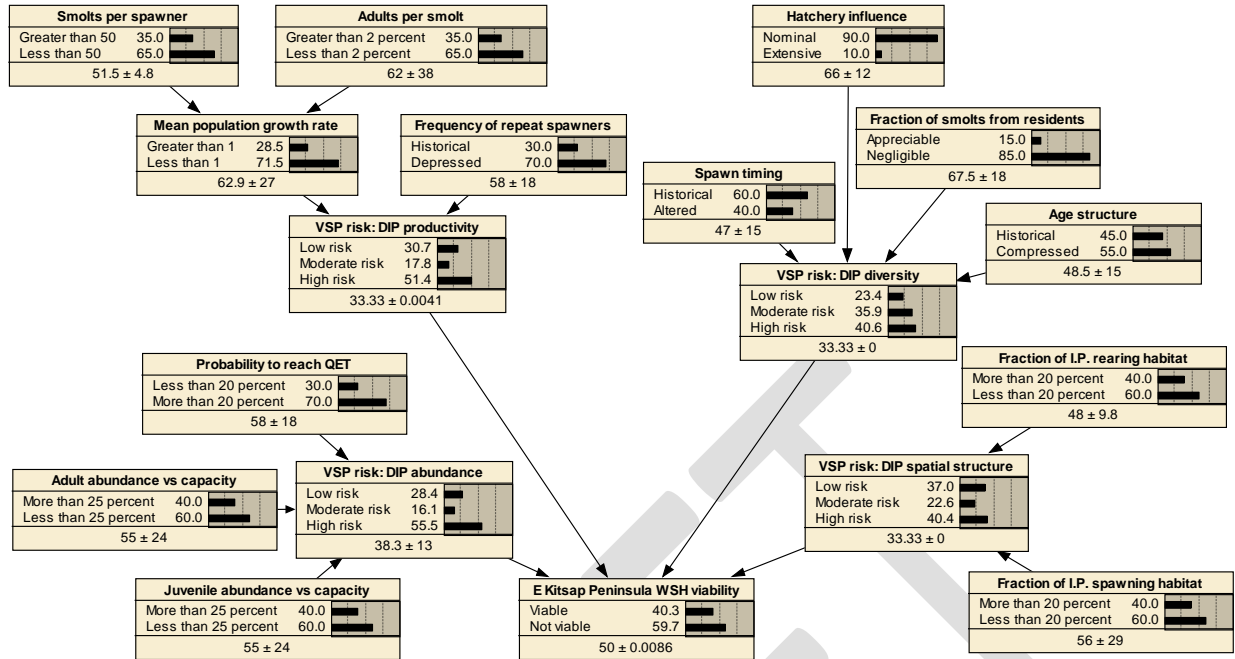 Smolts per spawner
Greater than 50 35.0
Less than 50 65.0
51.5 ± 4.8
Adults per smolt
Greater than 2 percent 35.0
Less than 2 percent 65.0
62 ± 38
Hatchery influence
Nominal 90.0
Extensive 10.0
66 ± 12
Mean population growth rate
Greater than 1 28.5
Less than 1 71.5
62.9 ± 27
Frequency of repeat spawners
Historical 30.0
Depressed 70.0
58 ± 18
Fraction of smolts from residents
Appreciable 15.0
Negligible 85.0
67.5 ± 18
Spawn timing
Historical 60.0
Altered 40.0
47 ± 15
Age structure
Historical 45.0
Compressed 55.0
48.5 ± 15
VSP risk: DIP productivity
Low risk 30.7
Moderate risk 17.8
High risk 51.4
33.33 ± 0.0041
VSP risk: DIP diversity
Low risk 23.4
Moderate risk 35.9
High risk 40.6
33.33 ± 0
Probability to reach QET
Less than 20 percent 30.0
More than 20 percent 70.0
58 ± 18
Fraction of I.P. rearing habitat
More than 20 percent 40.0
Less than 20 percent 60.0
48 ± 9.8
Adult abundance vs capacity
More than 25 percent 40.0
Less than 25 percent 60.0
55 ± 24
VSP risk: DIP abundance
Low risk 28.4
Moderate risk 16.1
High risk 55.5
38.3 ± 13
VSP risk: DIP spatial structure
Low risk 37.0
Moderate risk 22.6
High risk 40.4
33.33 ± 0
Juvenile abundance vs capacity
More than 25 percent 40.0
Less than 25 percent 60.0
55 ± 24
E Kitsap Peninsula WSH viability
Viable 40.3
Not viable 59.7
50 ± 0.0086
Fraction of I.P. spawning habitat
More than 20 percent 40.0
Less than 20 percent 60.0
56 ± 29